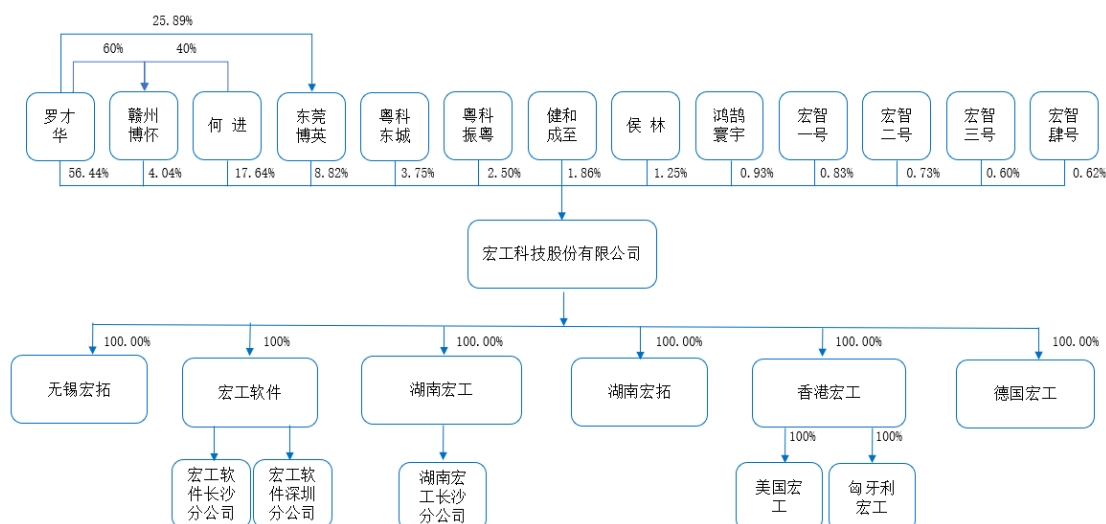 25.89%
60%
40%
罗才
华
赣州
博怀
何 进
东莞
博英
粤科
东城
粤科
振粤
健和
成至
侯 林
鸿鹄
寰宇
宏智
一号
宏智
二号
宏智
三号
宏智
肆号
56.44%
4.04%
17.64%
8.82%
3.75%
2.50%
1.86%
1.25%
0.93%
0.83%
0.73%
0.60%
0.62%
宏工科技股份有限公司
100.00%
100%
100.00%
100.00%
100.00%
100.00%
无锡宏拓
宏工软件
湖南宏工
湖南宏拓
香港宏工
德国宏工
100%
100%
宏工软
件长沙
分公司
宏工软
件深圳
分公司
湖南宏
工长沙
分公司
美国宏
工
匈牙利
宏工